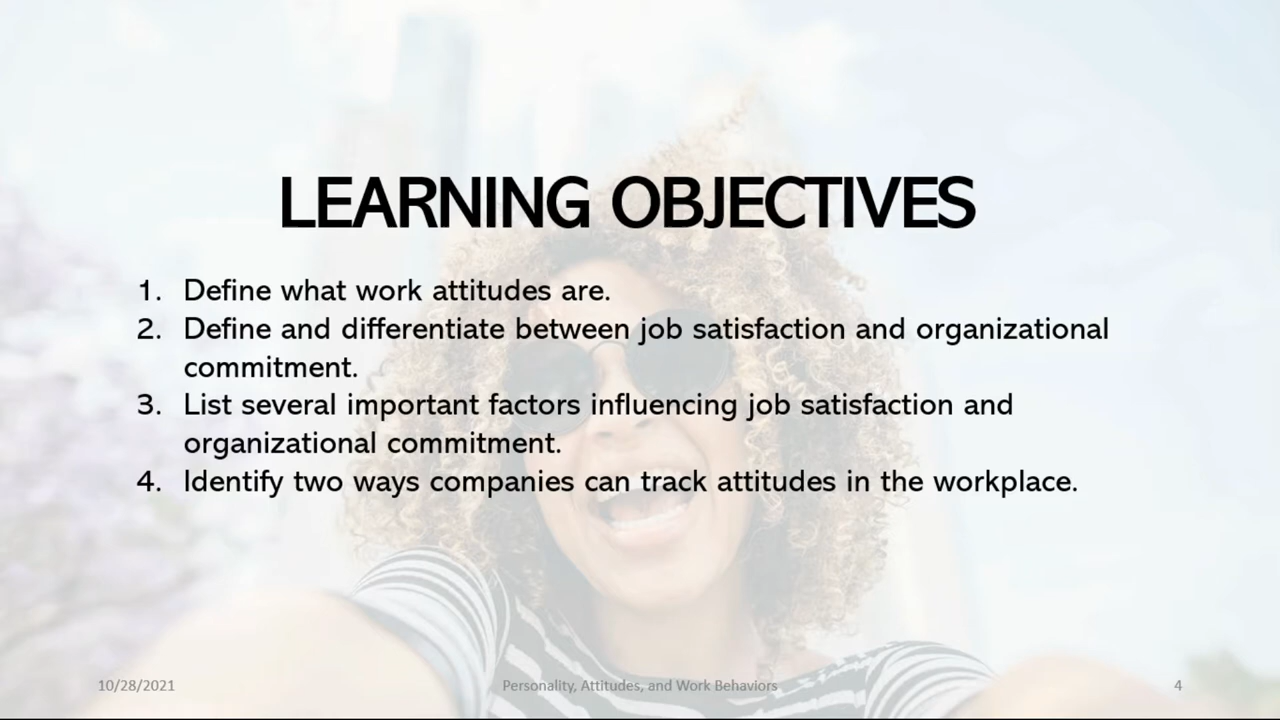 LEARNING OBJECTIVES
1. Define what work attitudes are.
2. Define and differentiate between job satisfaction and organizational
commitment.
3. List several important factors influencing job satisfaction and
organizational commitment.
4. Identify two ways companies can track attitudes in the workplace.
10/28/2021
Personality, Attitudes, and Work Behaviors
4